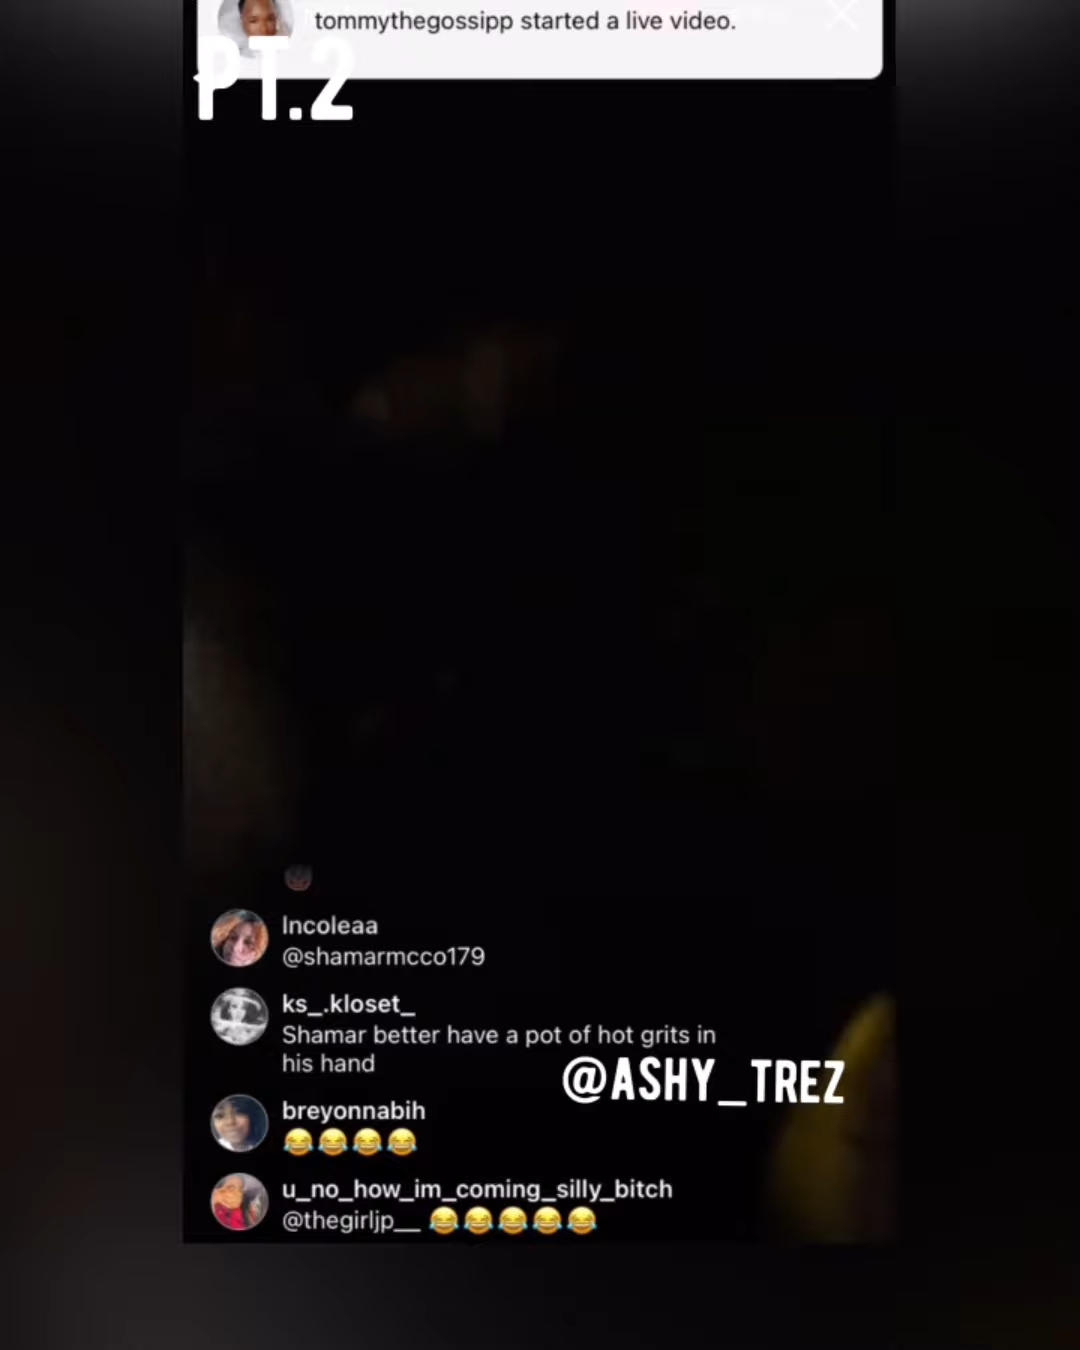 tommythegossipp started a live video.
PT.2
lncoleaa
@shamarmcco179
ks_.kloset_
Shamar better have a pot of hot grits in
his hand
@ASHY_TREZ
breyonnabih
😂😂😂😂
u_no_how_im_coming_silly_bitch
@thegirljp__ 😂😂😂😂😂